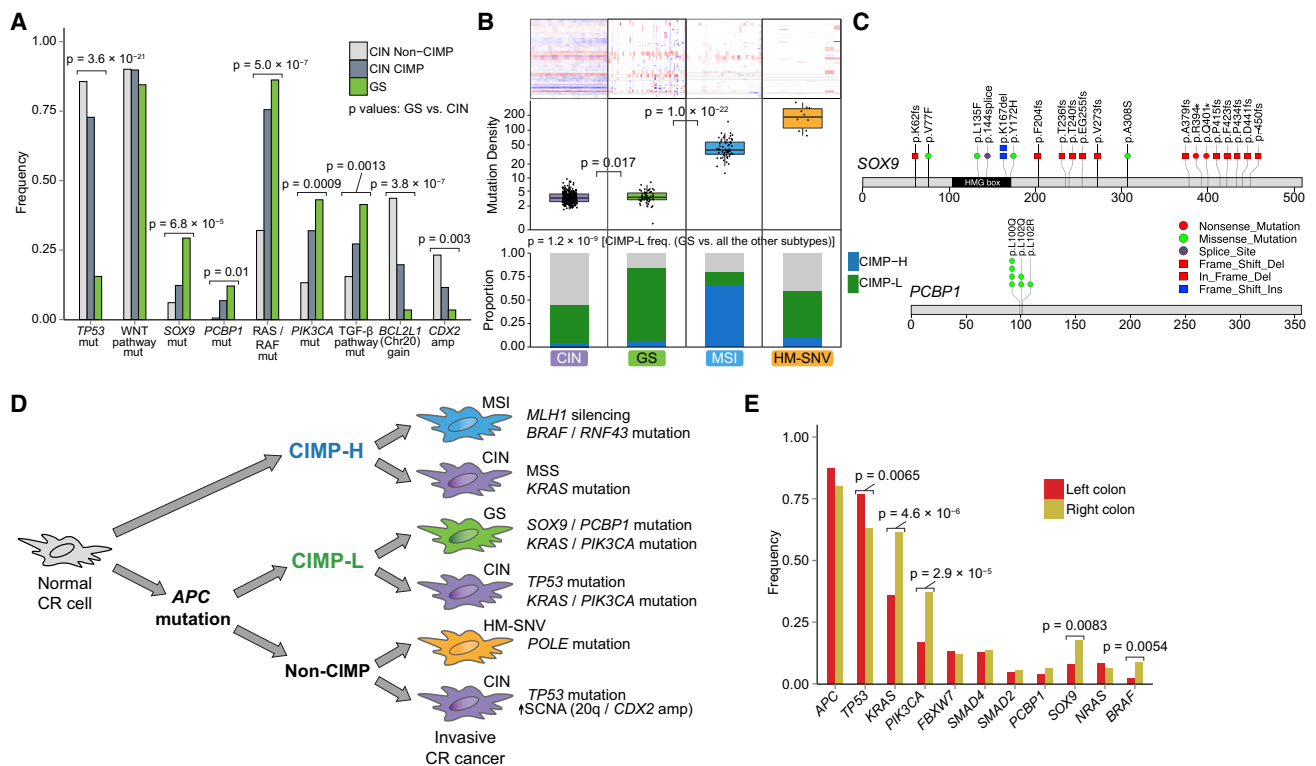 A
1.00
0.75
0.50
0.25
0.00
Frequency
CIN Non-CIMP
CIN CIMP
GS
p values: GS vs. CIN
p = 3.6 × 10⁻²¹
p = 6.8 × 10⁻⁵
p = 0.01
p = 5.0 × 10⁻⁷
p = 0.0009
p = 0.0013
p = 3.8 × 10⁻⁷
p = 0.003
TP53 mut
WNT pathway mut
SOX9 mut
PCBP1 mut
RAS / RAF mut
PIK3CA mut
TGF-β pathway mut
BCL2L1 (Chr20) gain
CDX2 amp
B
Mutation Density
200
100
50
20
10
5
2
0
p = 0.017
p = 1.0 × 10⁻²²
p = 1.2 × 10⁻⁹ [CIMP-L freq. (GS vs. all the other subtypes)]
Proportion
1.00
0.75
0.50
0.25
0.00
CIMP−H
CIMP−L
CIN
GS
MSI
HM-SNV
C
p.K62fs
p.V77F
p.L135F
p.144splice
p.K167del
p.Y172H
p.F204fs
p.T236fs
p.T240fs
p.EG255fs
p.V273fs
p.A308S
p.A379fs
p.R394*
p.Q401*
p.P415fs
p.F423fs
p.P434fs
p.D441fs
p.-450fs
SOX9
HMG box
0
100
200
300
400
500
p.L100Q
p.L102Q
p.L102R
PCBP1
0
50
100
150
200
250
300
350
Nonsense_Mutation
Missense_Mutation
Splice_Site
Frame_Shift_Del
In_Frame_Del
Frame_Shift_Ins
D
Normal
CR cell
APC
mutation
CIMP-H
CIMP-L
Non-CIMP
MSI
MLH1 silencing
BRAF / RNF43 mutation
CIN
MSS
KRAS mutation
GS
SOX9 / PCBP1 mutation
KRAS / PIK3CA mutation
CIN
TP53 mutation
KRAS / PIK3CA mutation
HM-SNV
POLE mutation
CIN
TP53 mutation
↑SCNA (20q / CDX2 amp)
Invasive
CR cancer
E
Frequency
1.00
0.75
0.50
0.25
0.00
p = 0.0065
p = 4.6 × 10⁻⁶
p = 2.9 × 10⁻⁵
p = 0.0083
p = 0.0054
Left colon
Right colon
APC
TP53
KRAS
PIK3CA
FBXW7
SMAD4
SMAD2
PCBP1
SOX9
NRAS
BRAF